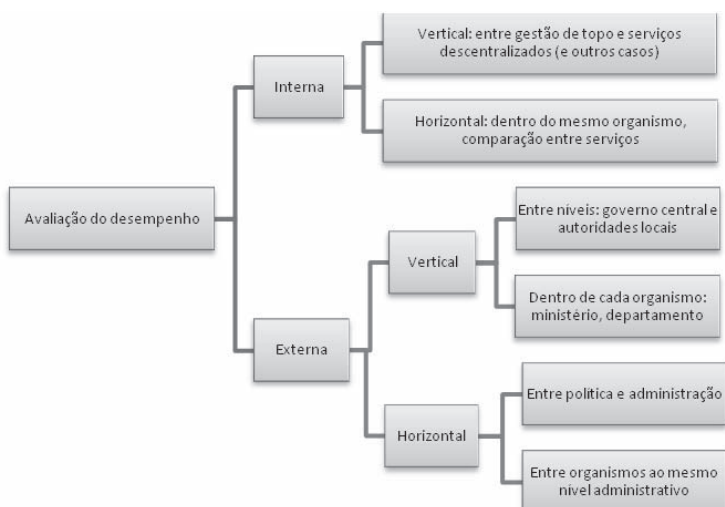 Vertical: entre gestão de topo e serviços
descentralizados (e outros casos)
Interna
Horizontal: dentro do mesmo organismo,
comparação entre serviços
Avaliação do desempenho
Entre níveis: governo central e
autoridades locais
Vertical
Dentro de cada organismo:
ministério, departamento
Externa
Entre política e administração
Horizontal
Entre organismos ao mesmo
nível administrativo